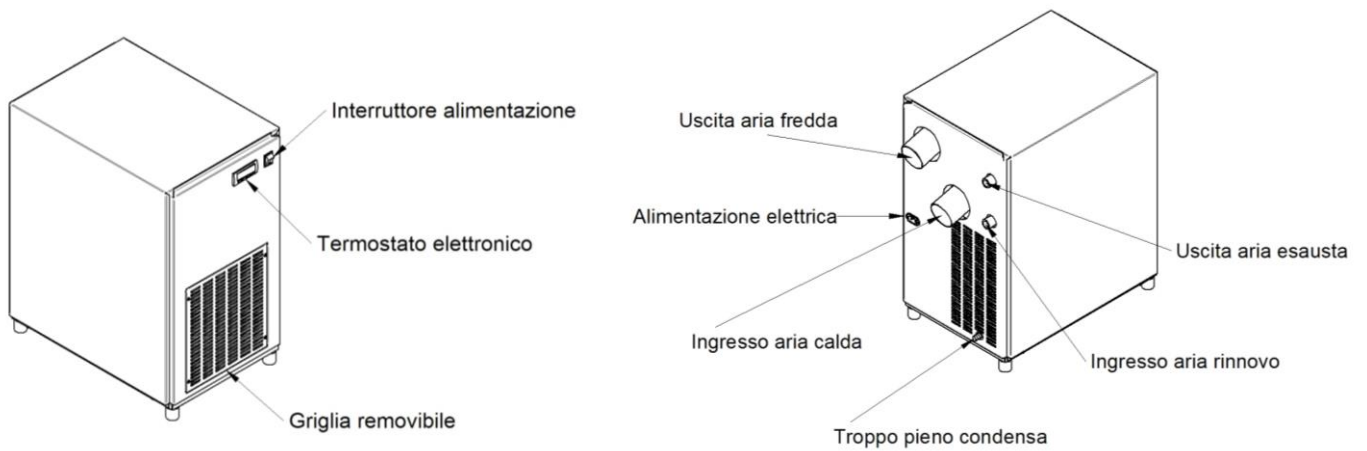 Interruttore alimentazione
Termostato elettronico
Griglia removibile
Uscita aria fredda
Alimentazione elettrica
Uscita aria esausta
Ingresso aria calda
Ingresso aria rinnovo
Troppo pieno condensa